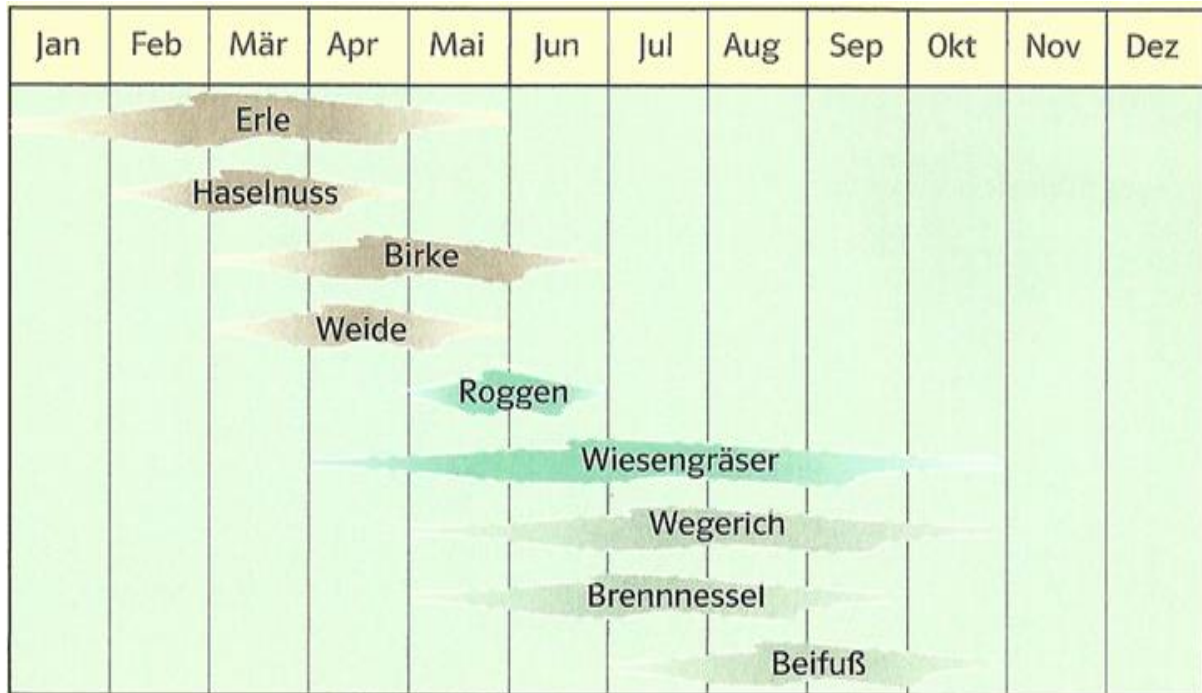 Jan Feb Mär Apr Mai Jun Jul Aug Sep Okt Nov Dez
Erle
Haselnuss
Birke
Weide
Roggen
Wiesengräser
Wegerich
Brennnessel
Beifuß